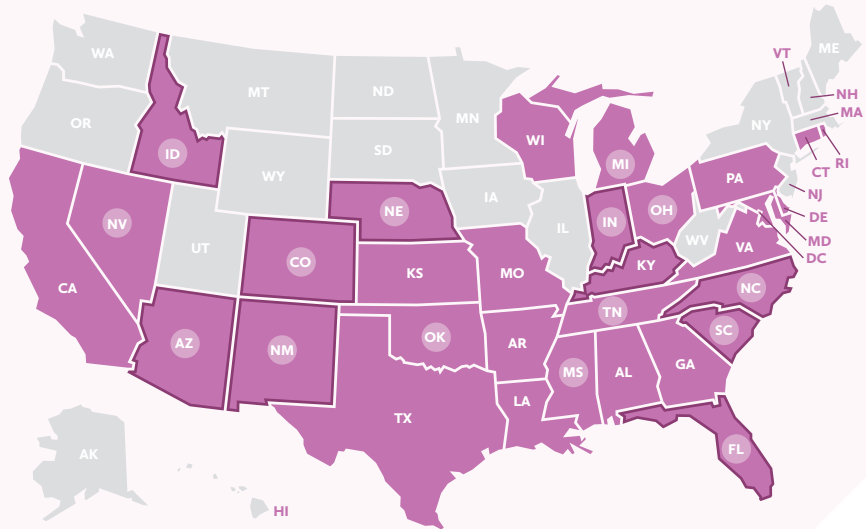 ME
WA
VT
MT
ND
NH
MN
MA
OR
NY
WI
SD
ID
MI
RI
CT
WY
PA
NJ
IA
NE
OH
DE
NV
IN
IL
WV
MD
UT
VA
DC
CO
KY
KS
MO
CA
NC
TN
SC
OK
AZ
AR
NM
GA
MS
AL
LA
TX
FL
AK
HI